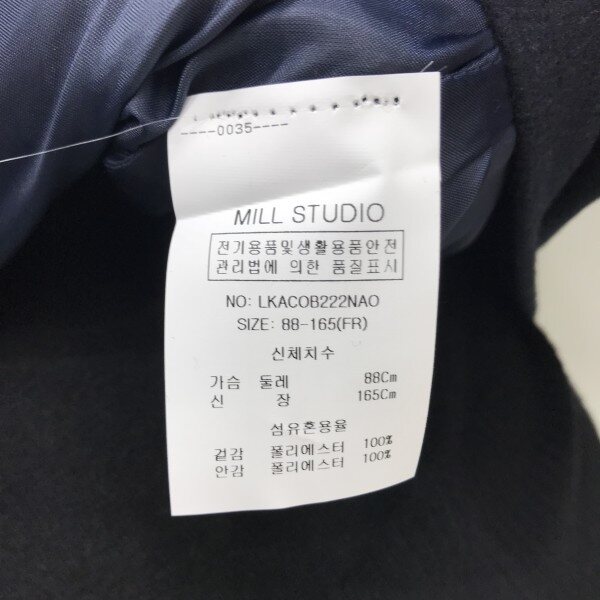 ----0035----
MILL STUDIO
전기용품및생활용품안전
관리법에 의한 품질표시
NO: LKACOB222NAO
SIZE: 88-165(FR)
신체치수
가슴 둘레 88Cm
신 장 165Cm
섬유혼용율
겉감 폴리에스터 100%
안감 폴리에스터 100%